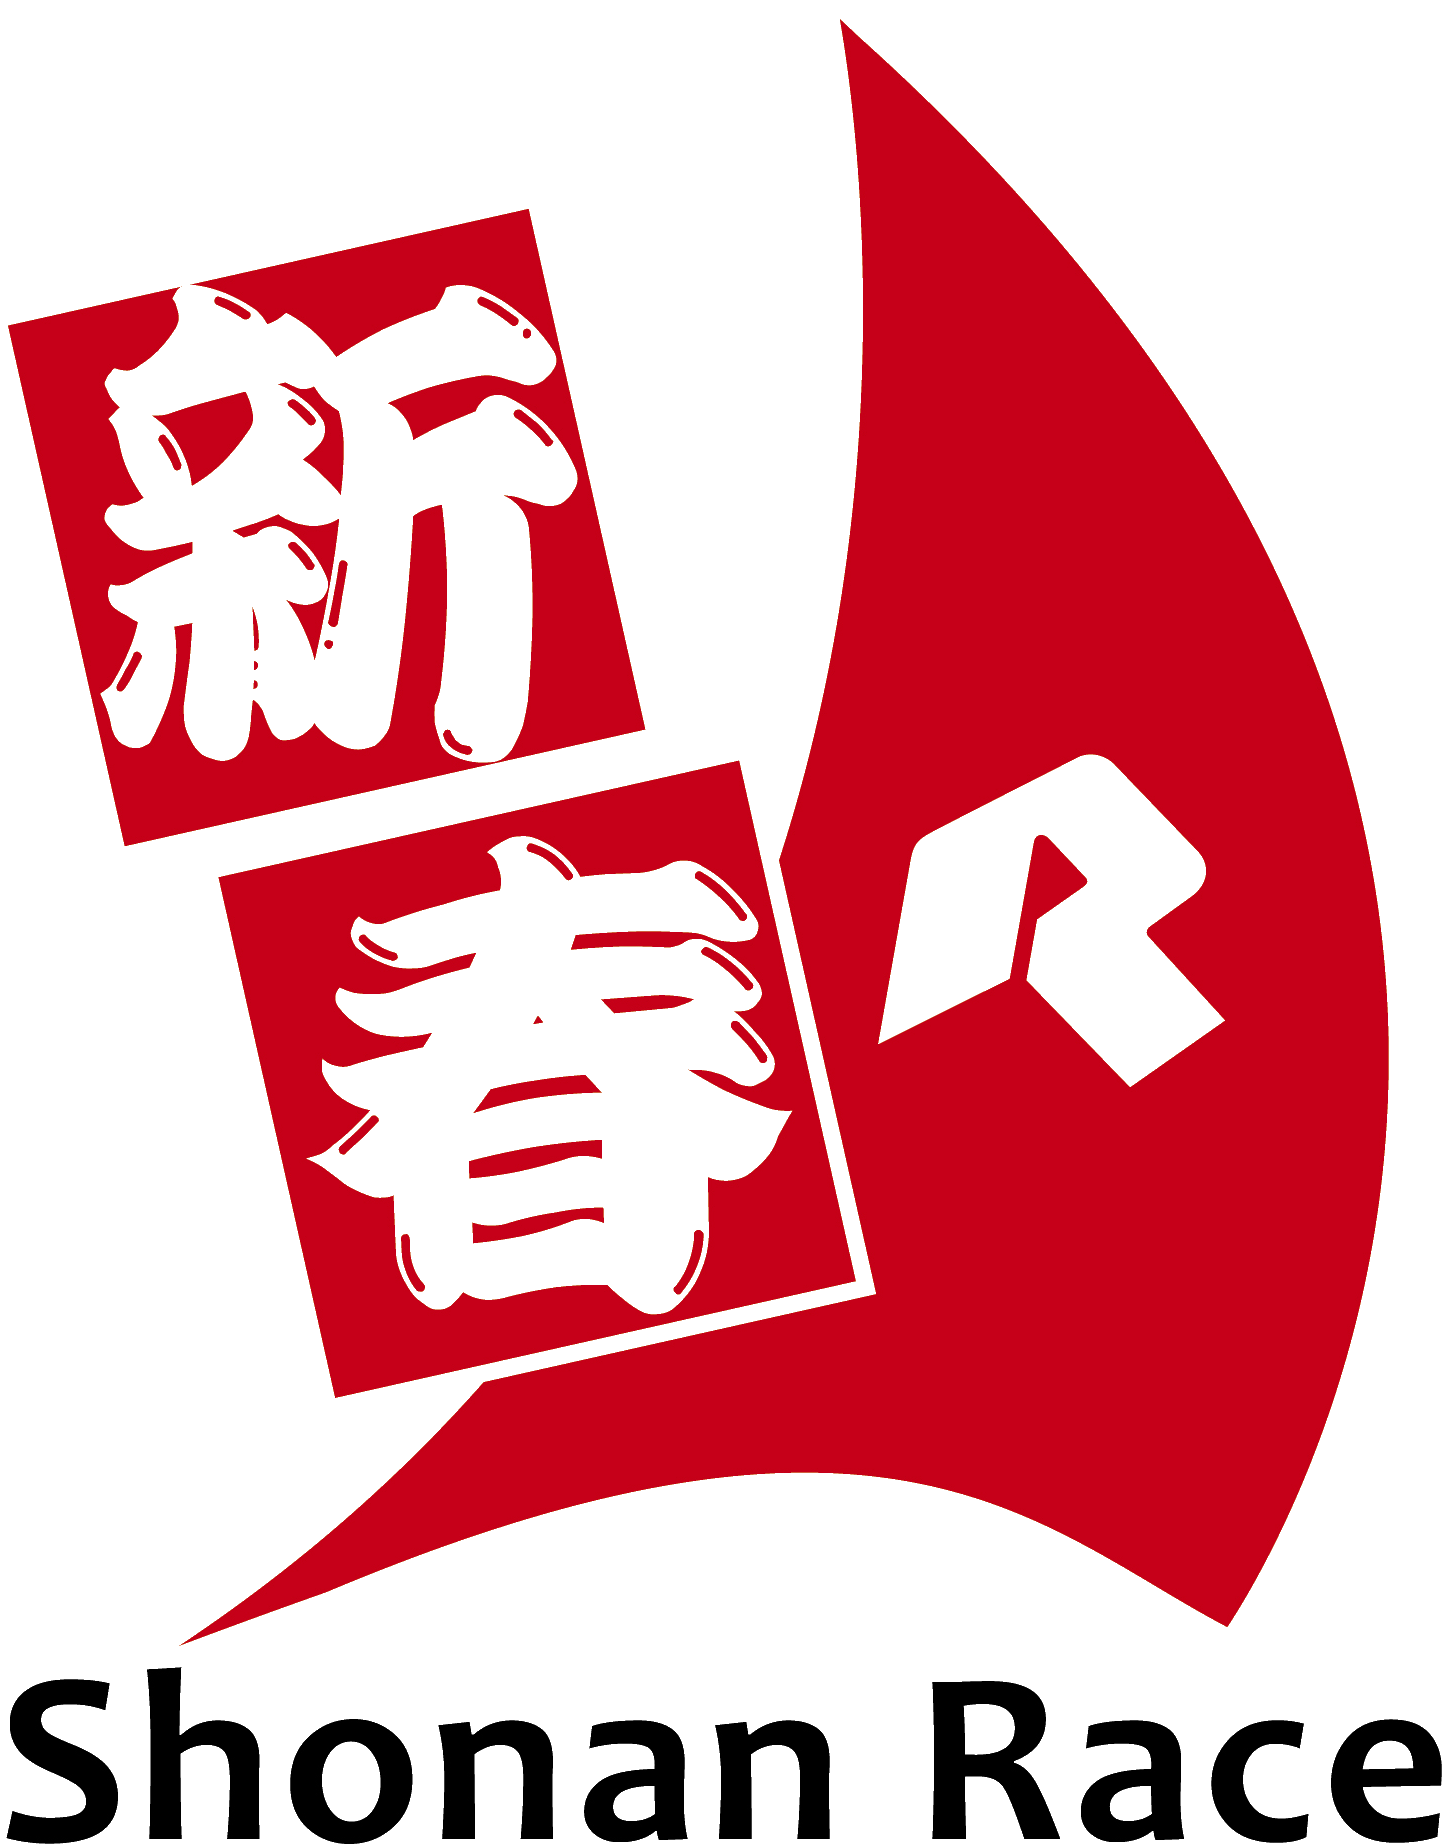 新
春
R
Shonan Race